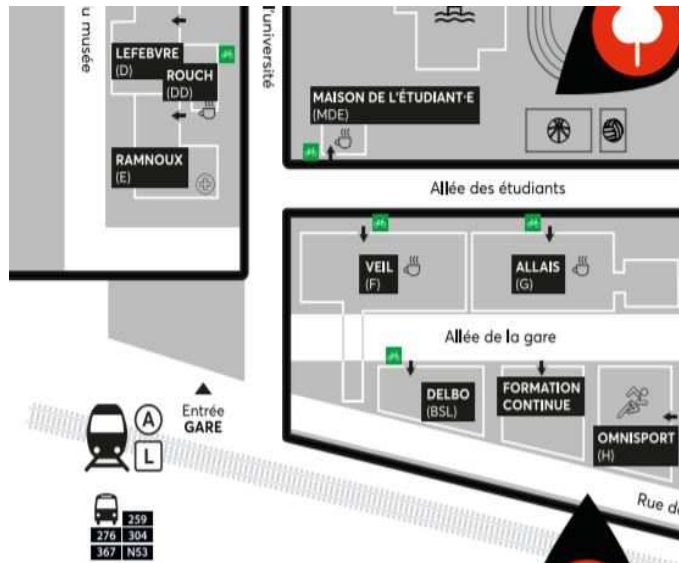 u musée
LEFEBVRE
(D)
ROUCH
(DD)
RAMNOUX
(E)
l'université
MAISON DE L'ÉTUDIANT·E
(MDE)
Allée des étudiants
VEIL
(F)
ALLAIS
(G)
Allée de la gare
DELBO
(BSL)
FORMATION
CONTINUE
OMNISPORT
(H)
Rue de
Entrée
GARE
A
L
259
276 304
367 N53